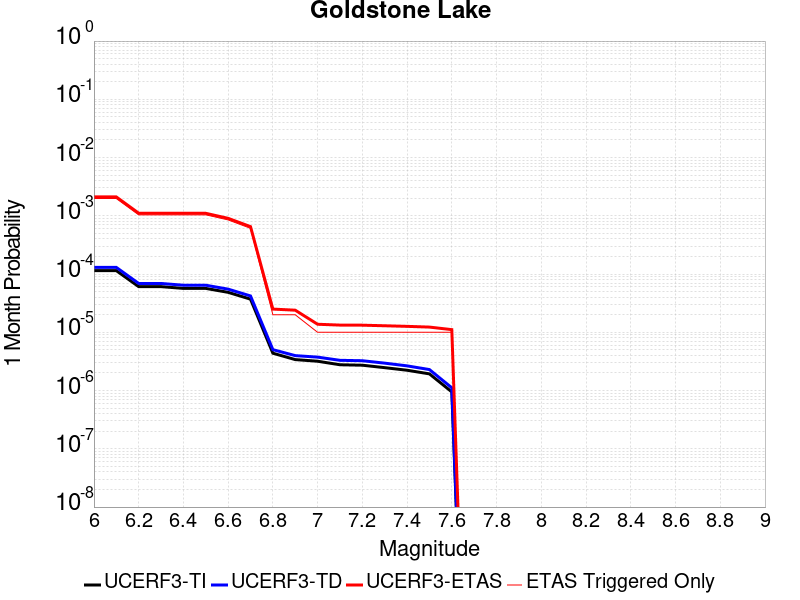 Goldstone Lake
1 Month Probability
10^0
10^-1
10^-2
10^-3
10^-4
10^-5
10^-6
10^-7
10^-8
6 6.2 6.4 6.6 6.8 7 7.2 7.4 7.6 7.8 8 8.2 8.4 8.6 8.8 9
Magnitude
UCERF3-TI UCERF3-TD UCERF3-ETAS ETAS Triggered Only